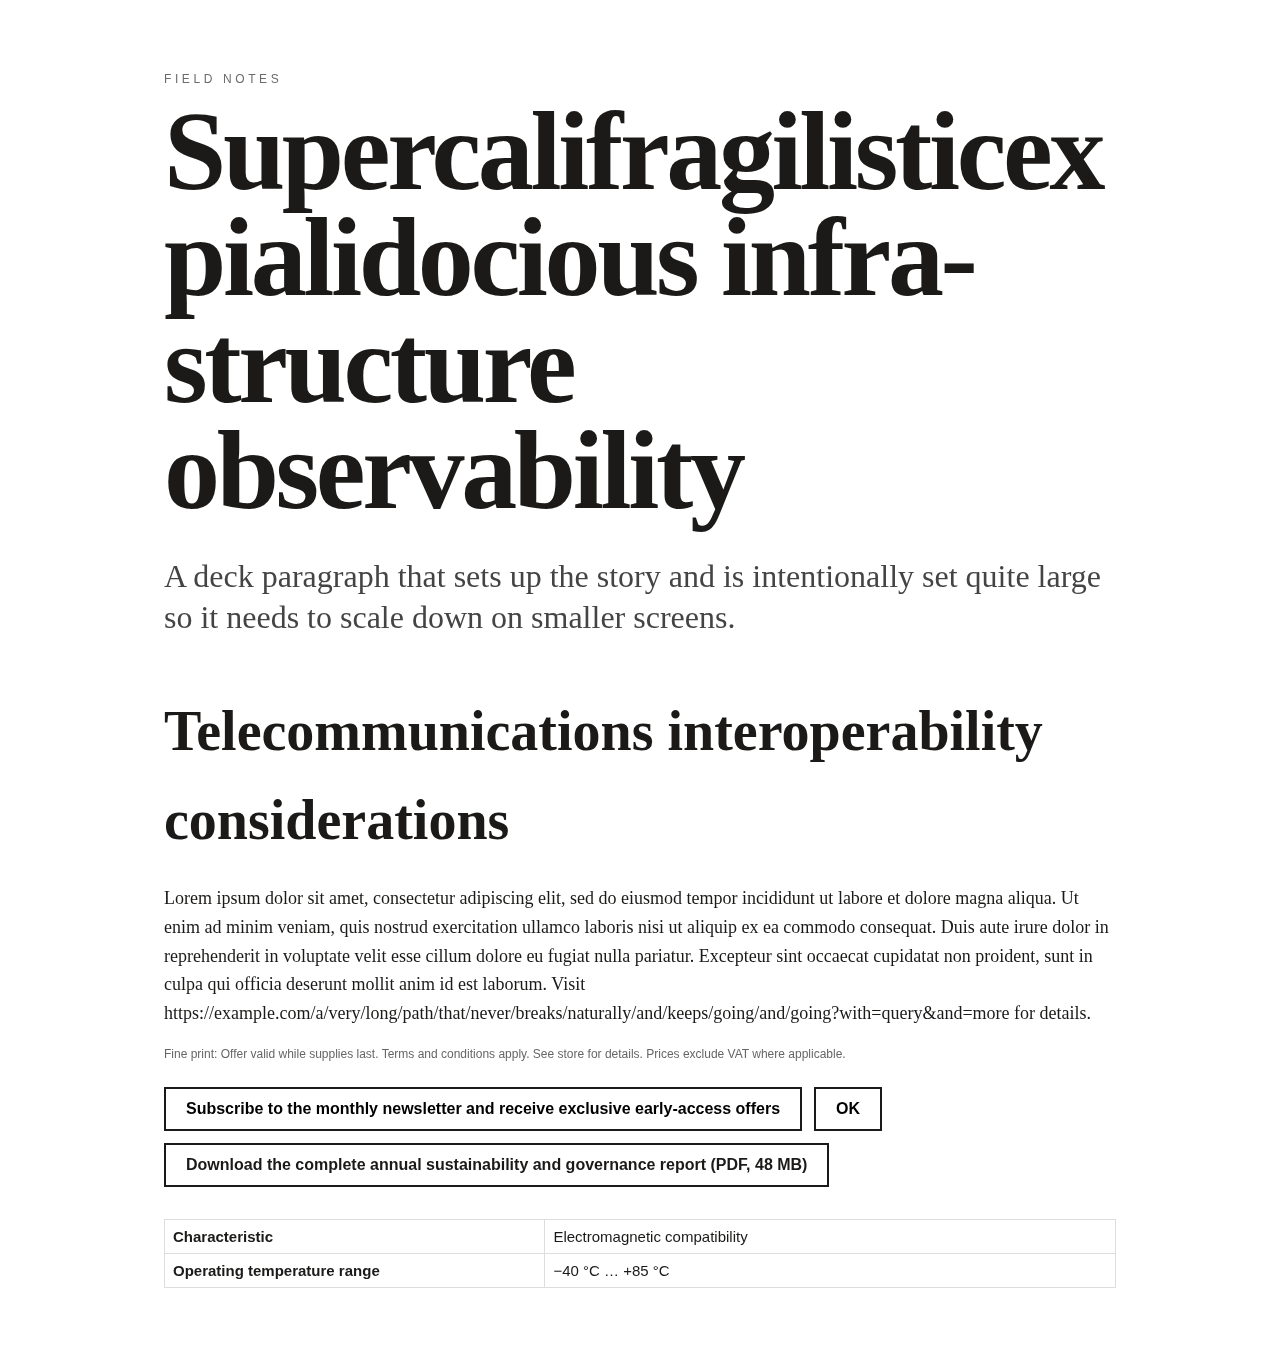 FIELD NOTES
Supercalifragilisticex
pialidocious infra-
structure
observability
A deck paragraph that sets up the story and is intentionally set quite large
so it needs to scale down on smaller screens.
Telecommunications interoperability
considerations
Lorem ipsum dolor sit amet, consectetur adipiscing elit, sed do eiusmod tempor incididunt ut labore et dolore magna aliqua. Ut
enim ad minim veniam, quis nostrud exercitation ullamco laboris nisi ut aliquip ex ea commodo consequat. Duis aute irure dolor in
reprehenderit in voluptate velit esse cillum dolore eu fugiat nulla pariatur. Excepteur sint occaecat cupidatat non proident, sunt in
culpa qui officia deserunt mollit anim id est laborum. Visit
https://example.com/a/very/long/path/that/never/breaks/naturally/and/keeps/going/and/going?with=query&and=more for details.
Fine print: Offer valid while supplies last. Terms and conditions apply. See store for details. Prices exclude VAT where applicable.
Subscribe to the monthly newsletter and receive exclusive early-access offers OK
Download the complete annual sustainability and governance report (PDF, 48 MB)
Characteristic Electromagnetic compatibility
Operating temperature range −40 °C … +85 °C